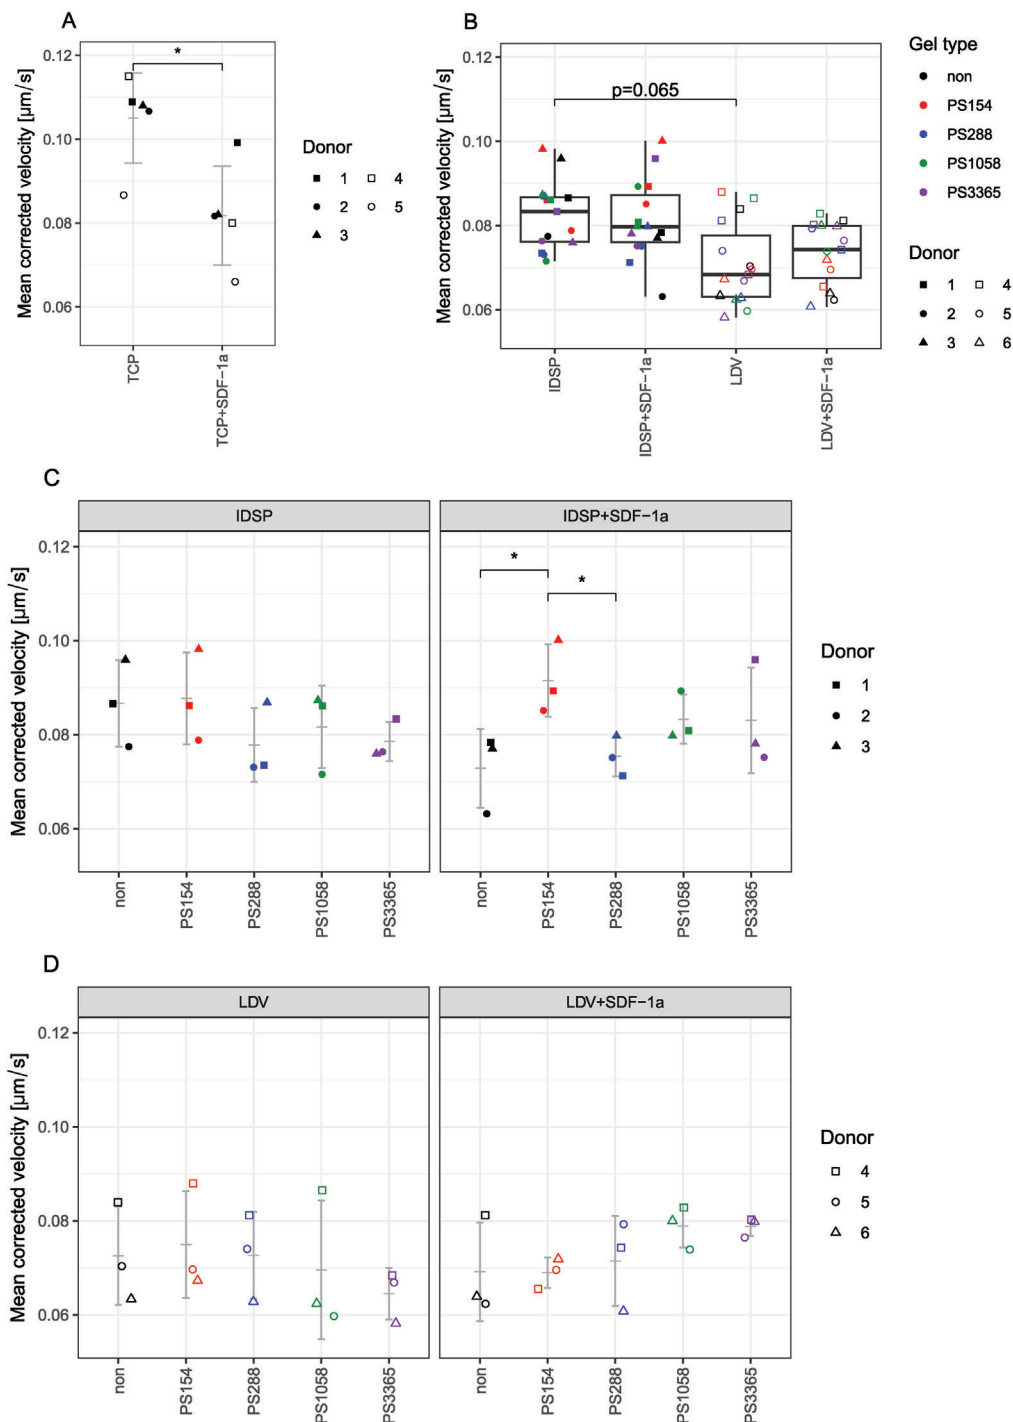 A
Mean corrected velocity [µm/s]
0.12
0.10
0.08
0.06
*
TCP
TCP+SDF−1a
Donor
1
4
2
5
3
B
Mean corrected velocity [µm/s]
0.12
0.10
0.08
0.06
p=0.065
IDSP
IDSP+SDF−1a
LDV
LDV+SDF−1a
Gel type
non
PS154
PS288
PS1058
PS3365
Donor
1
4
2
5
3
6
C
IDSP
IDSP+SDF−1a
Mean corrected velocity [µm/s]
0.12
0.10
0.08
0.06
*
*
non
PS154
PS288
PS1058
PS3365
non
PS154
PS288
PS1058
PS3365
Donor
1
2
3
D
LDV
LDV+SDF−1a
Mean corrected velocity [µm/s]
0.12
0.10
0.08
0.06
non
PS154
PS288
PS1058
PS3365
non
PS154
PS288
PS1058
PS3365
Donor
4
5
6